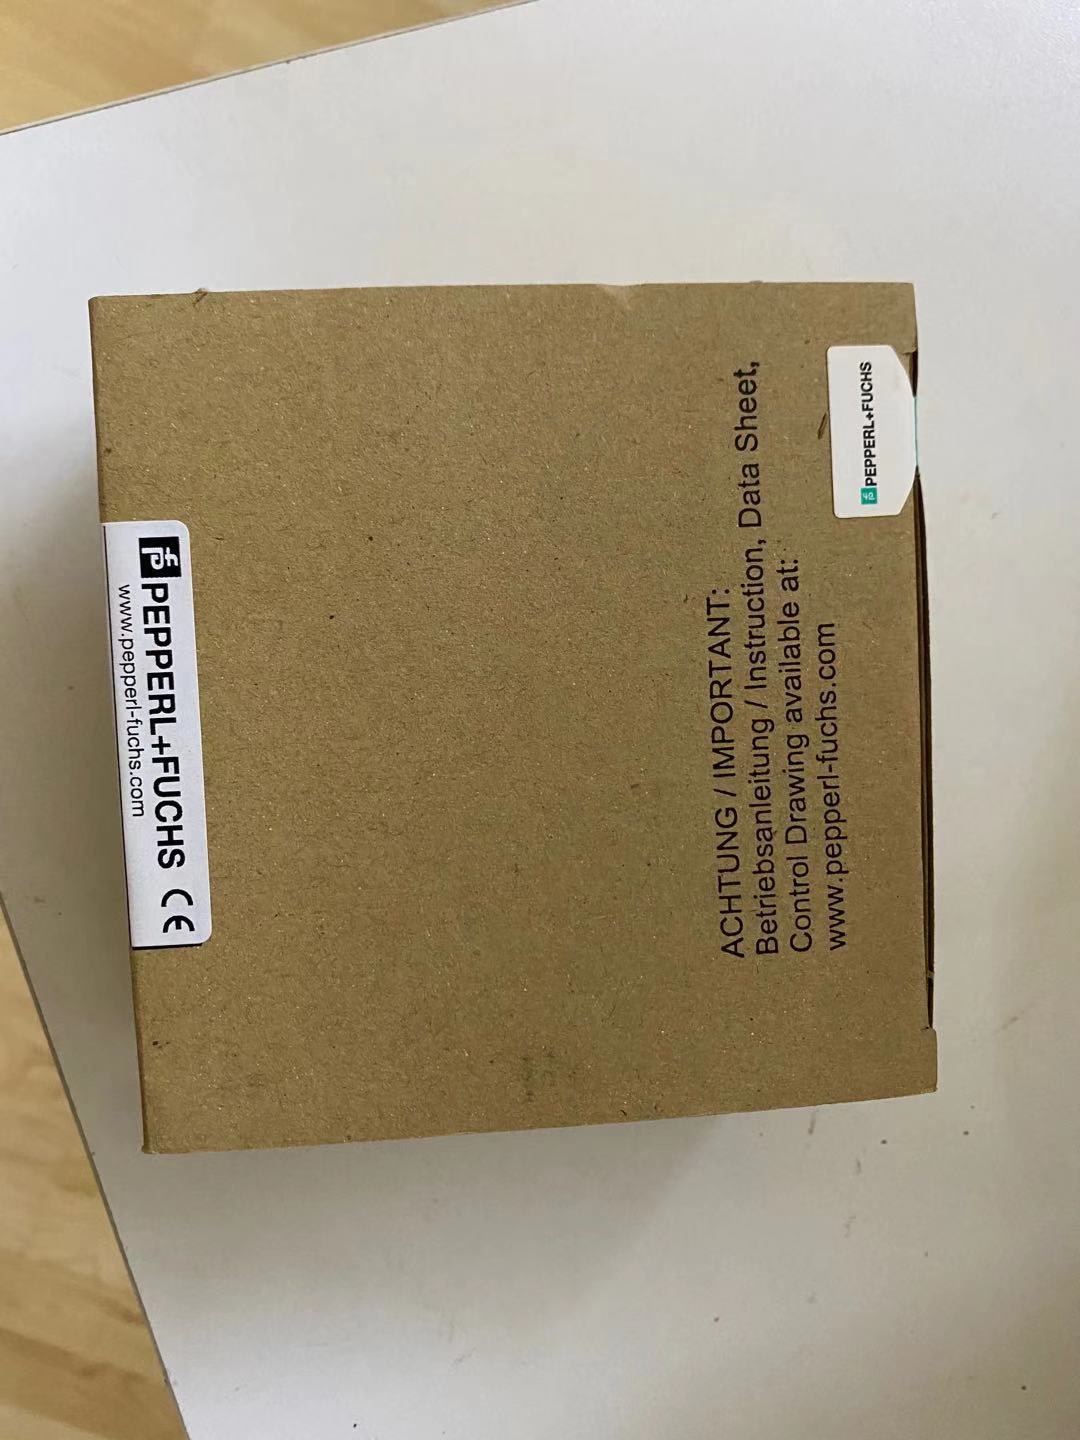 PEPPERL+FUCHS CE
www.pepperl-fuchs.com
ACHTUNG / IMPORTANT:
Betriebsanleitung / Instruction, Data Sheet,
Control Drawing available at:
www.pepperl-fuchs.com
PEPPERL+FUCHS